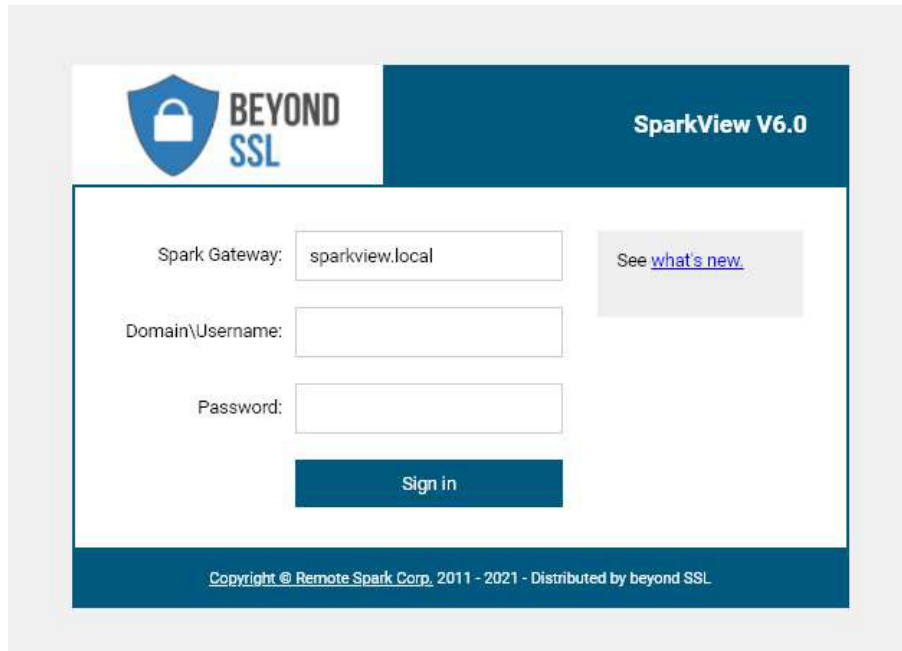 BEYOND
SSL
SparkView V6.0
Spark Gateway: sparkview.local
See what's new.
Domain\Username:
Password:
Sign in
Copyright © Remote Spark Corp. 2011 - 2021 - Distributed by beyond SSL